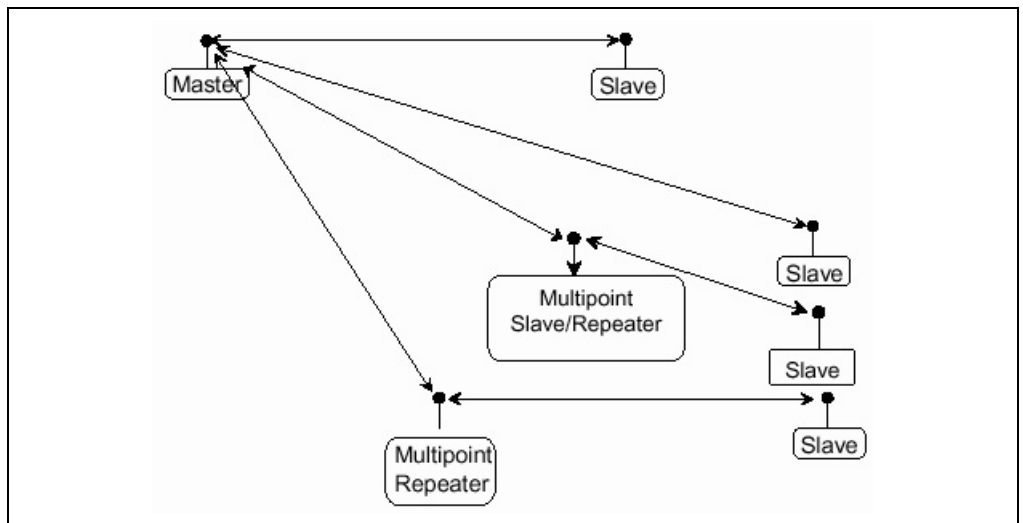 Master
Slave
Slave
Multipoint
Slave/Repeater
Slave
Slave
Multipoint
Repeater